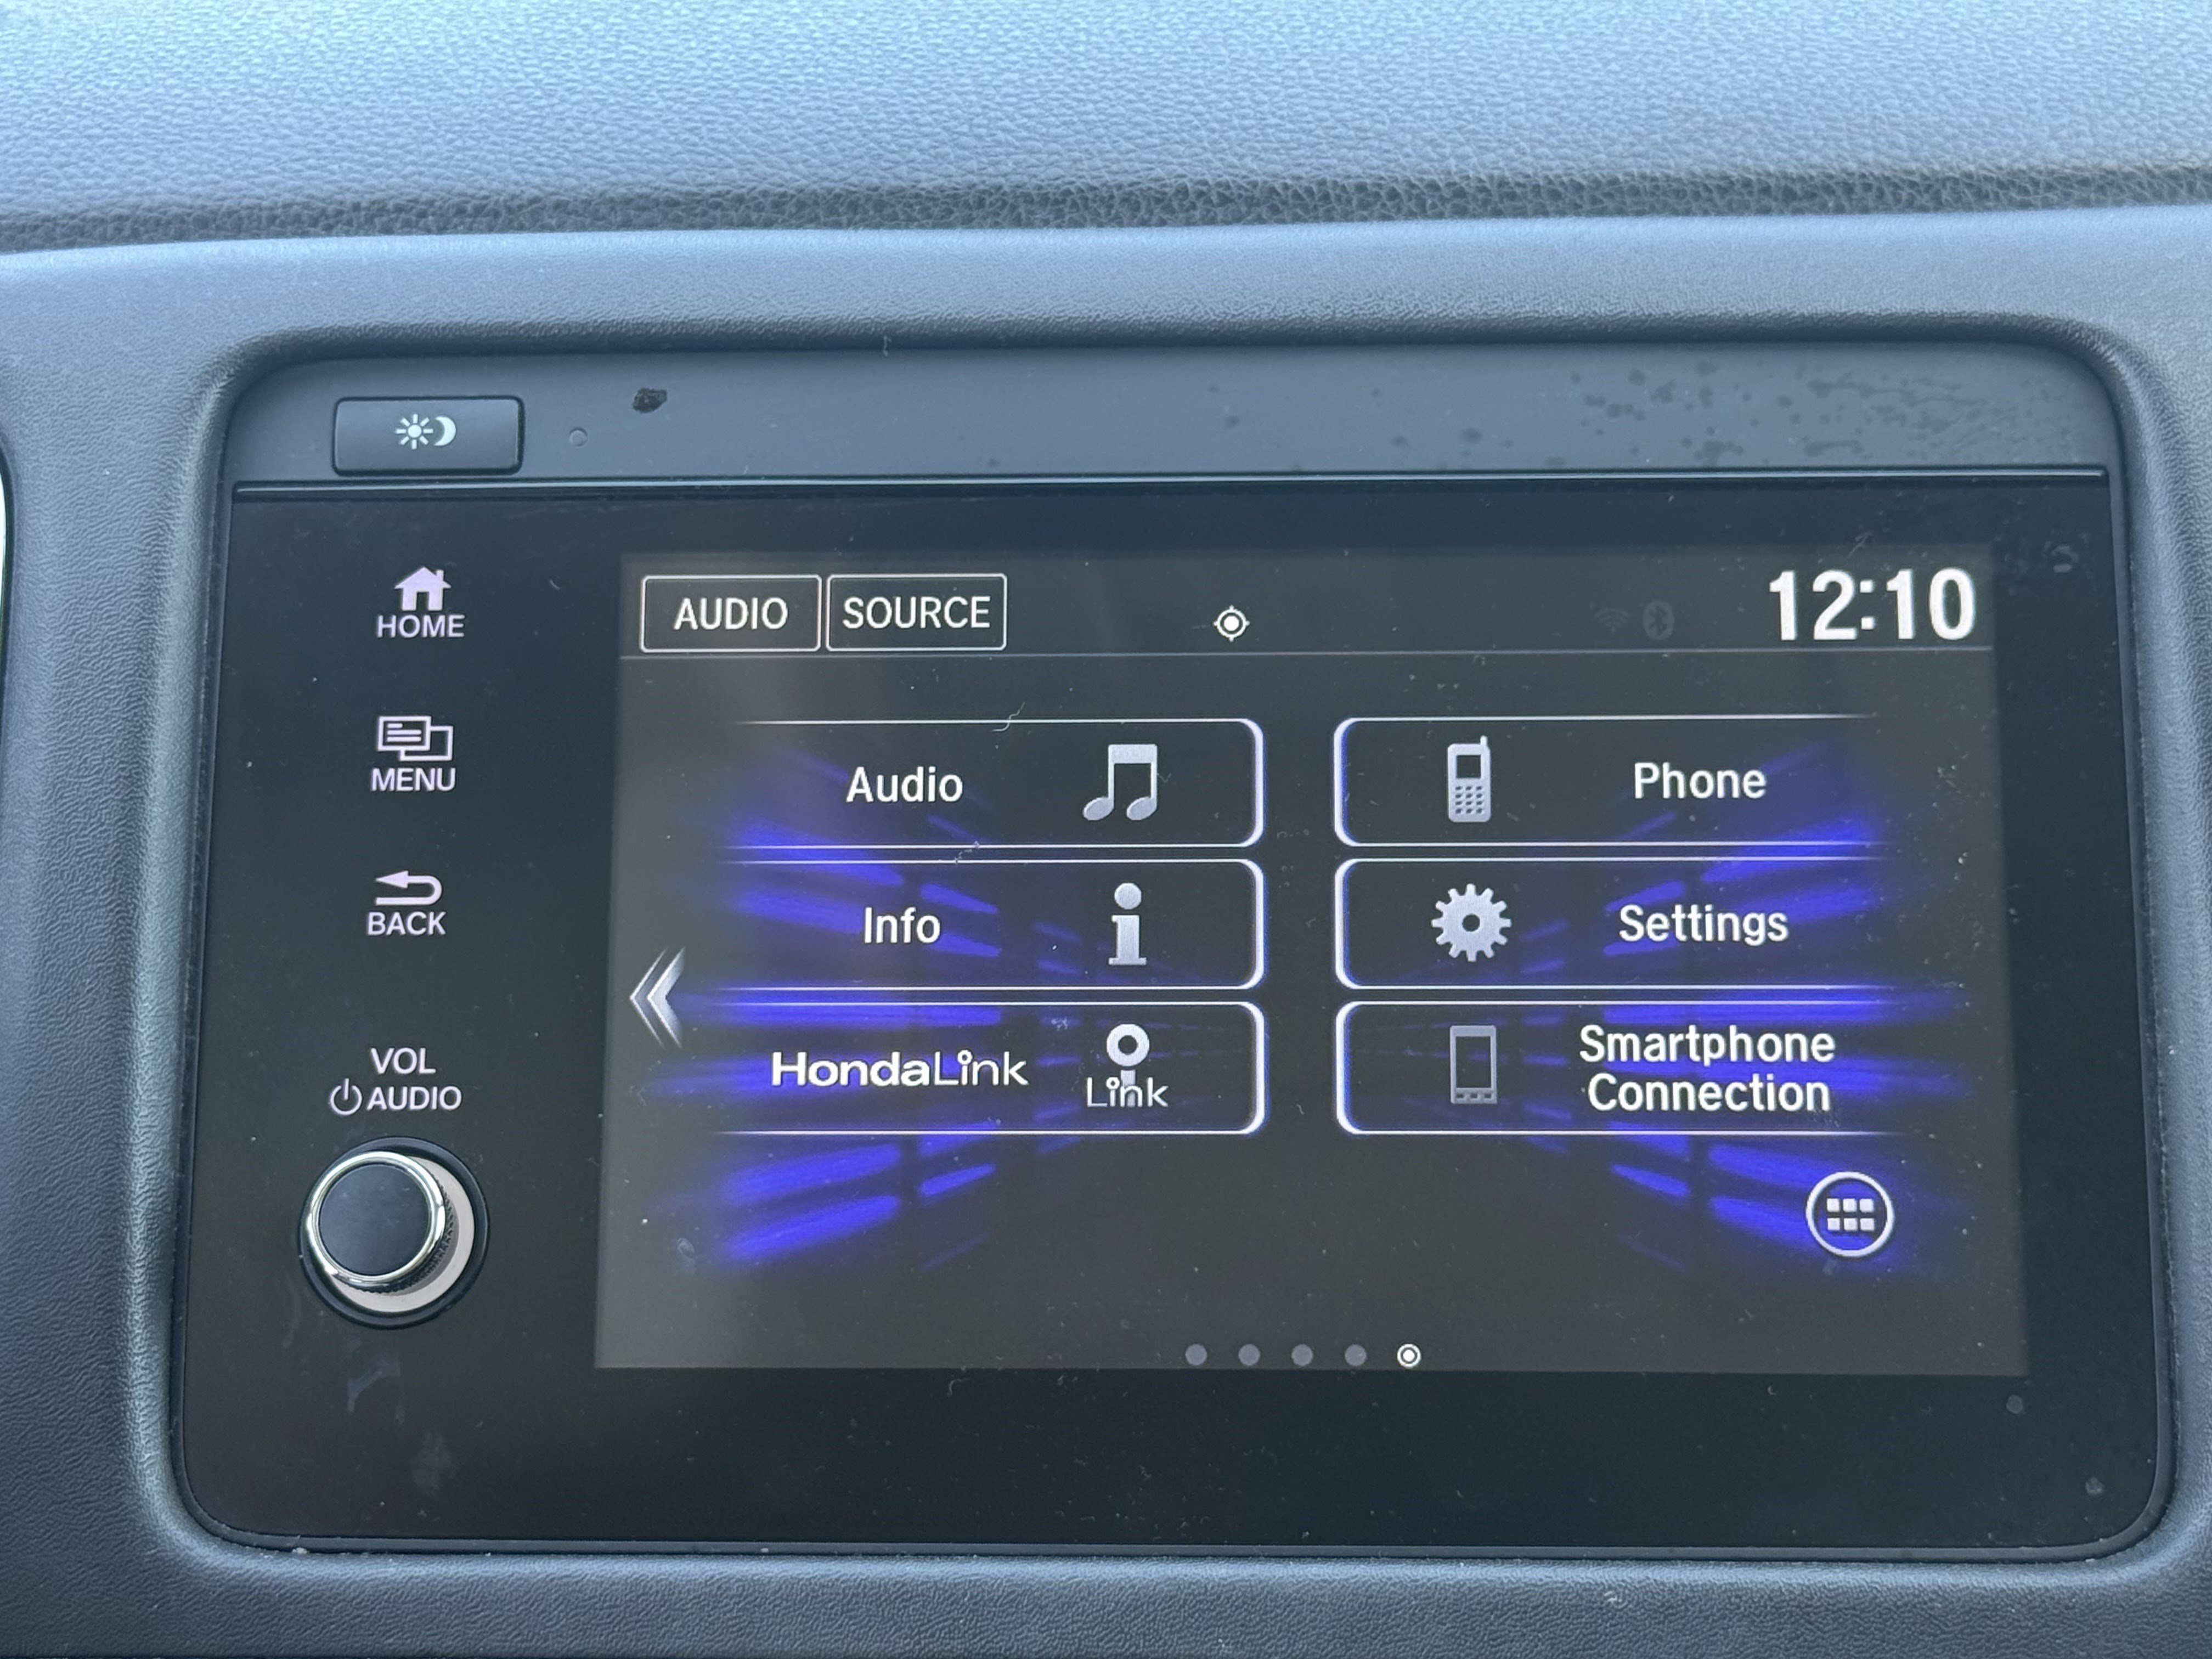 HOME
MENU
BACK
VOL
AUDIO
AUDIO SOURCE 12:10
Audio Phone
Info Settings
HondaLink Link Smartphone
Connection